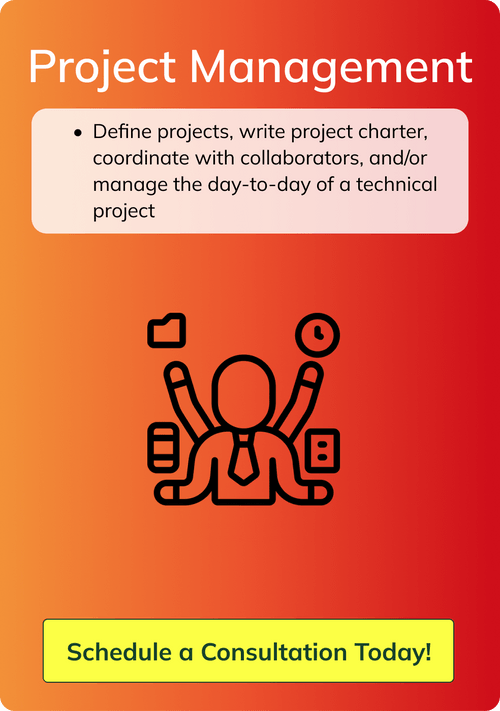 Project Management
• Define projects, write project charter,
coordinate with collaborators, and/or
manage the day-to-day of a technical
project
Schedule a Consultation Today!